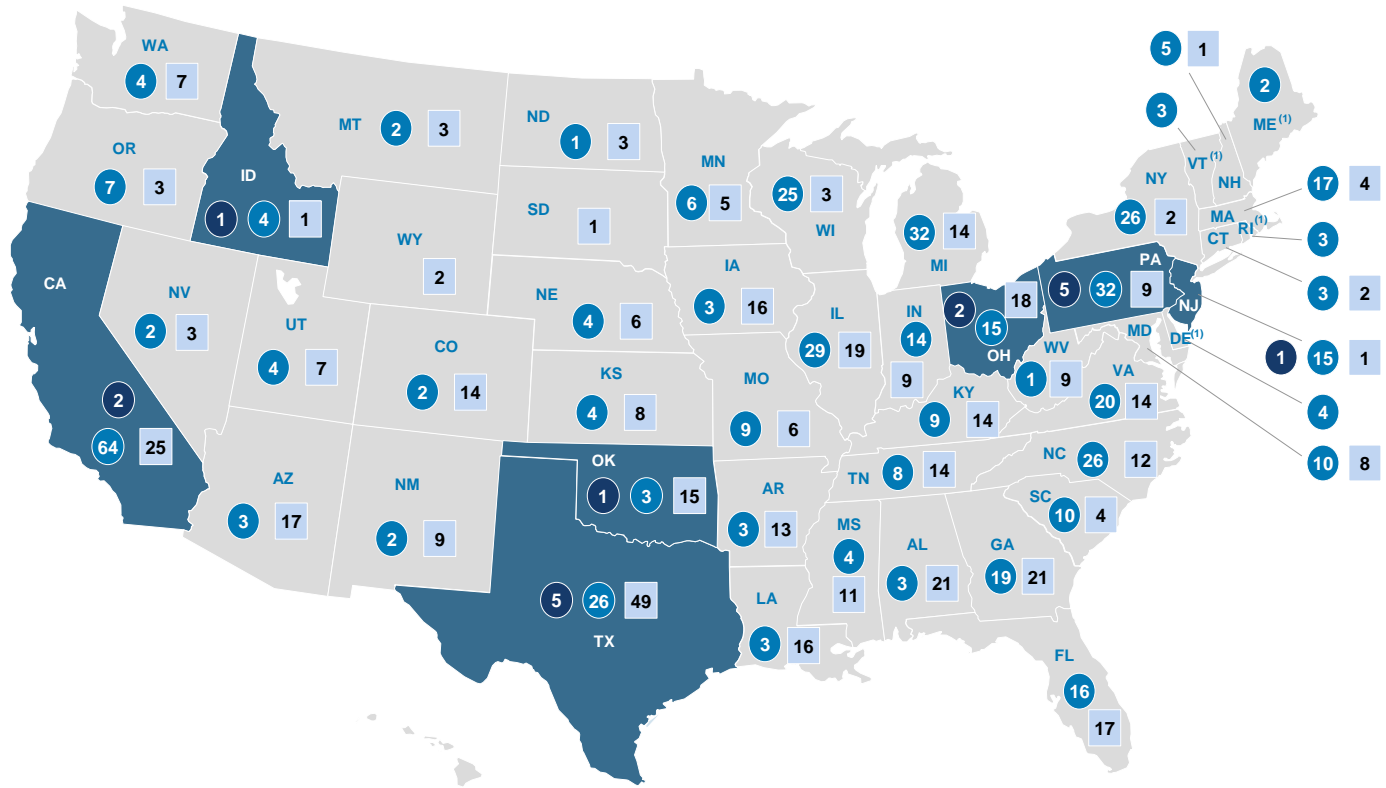 WA
4 7
OR
7 3
ID
1 4 1
MT 2 3
ND
1 3
SD
1
WY
2
MN
6 5
25 3
WI
32 14
MI
CA
2
64 25
NV
2 3
UT
4 7
CO
2 14
NE
4 6
KS
4 8
IA
3 16
MO
9 6
IL
29 19
IN
14
9
2 18
15
OH
PA
5 32 9
NJ
WV
1 9
MD
DE(1)
VA
20 14
KY
9 14
TN 8 14
NC 26 12
SC
10 4
AZ
3 17
NM
2 9
OK
1 3 15
5 26 49
TX
AR
3 13
LA
3 16
MS
4
11
AL
3 21
GA
19 21
FL
16
17
NY
26 2
VT(1)
NH
ME(1)
2
MA
RI(1)
CT
5 1
3
17 4
3
3 2
1 15 1
4
10 8